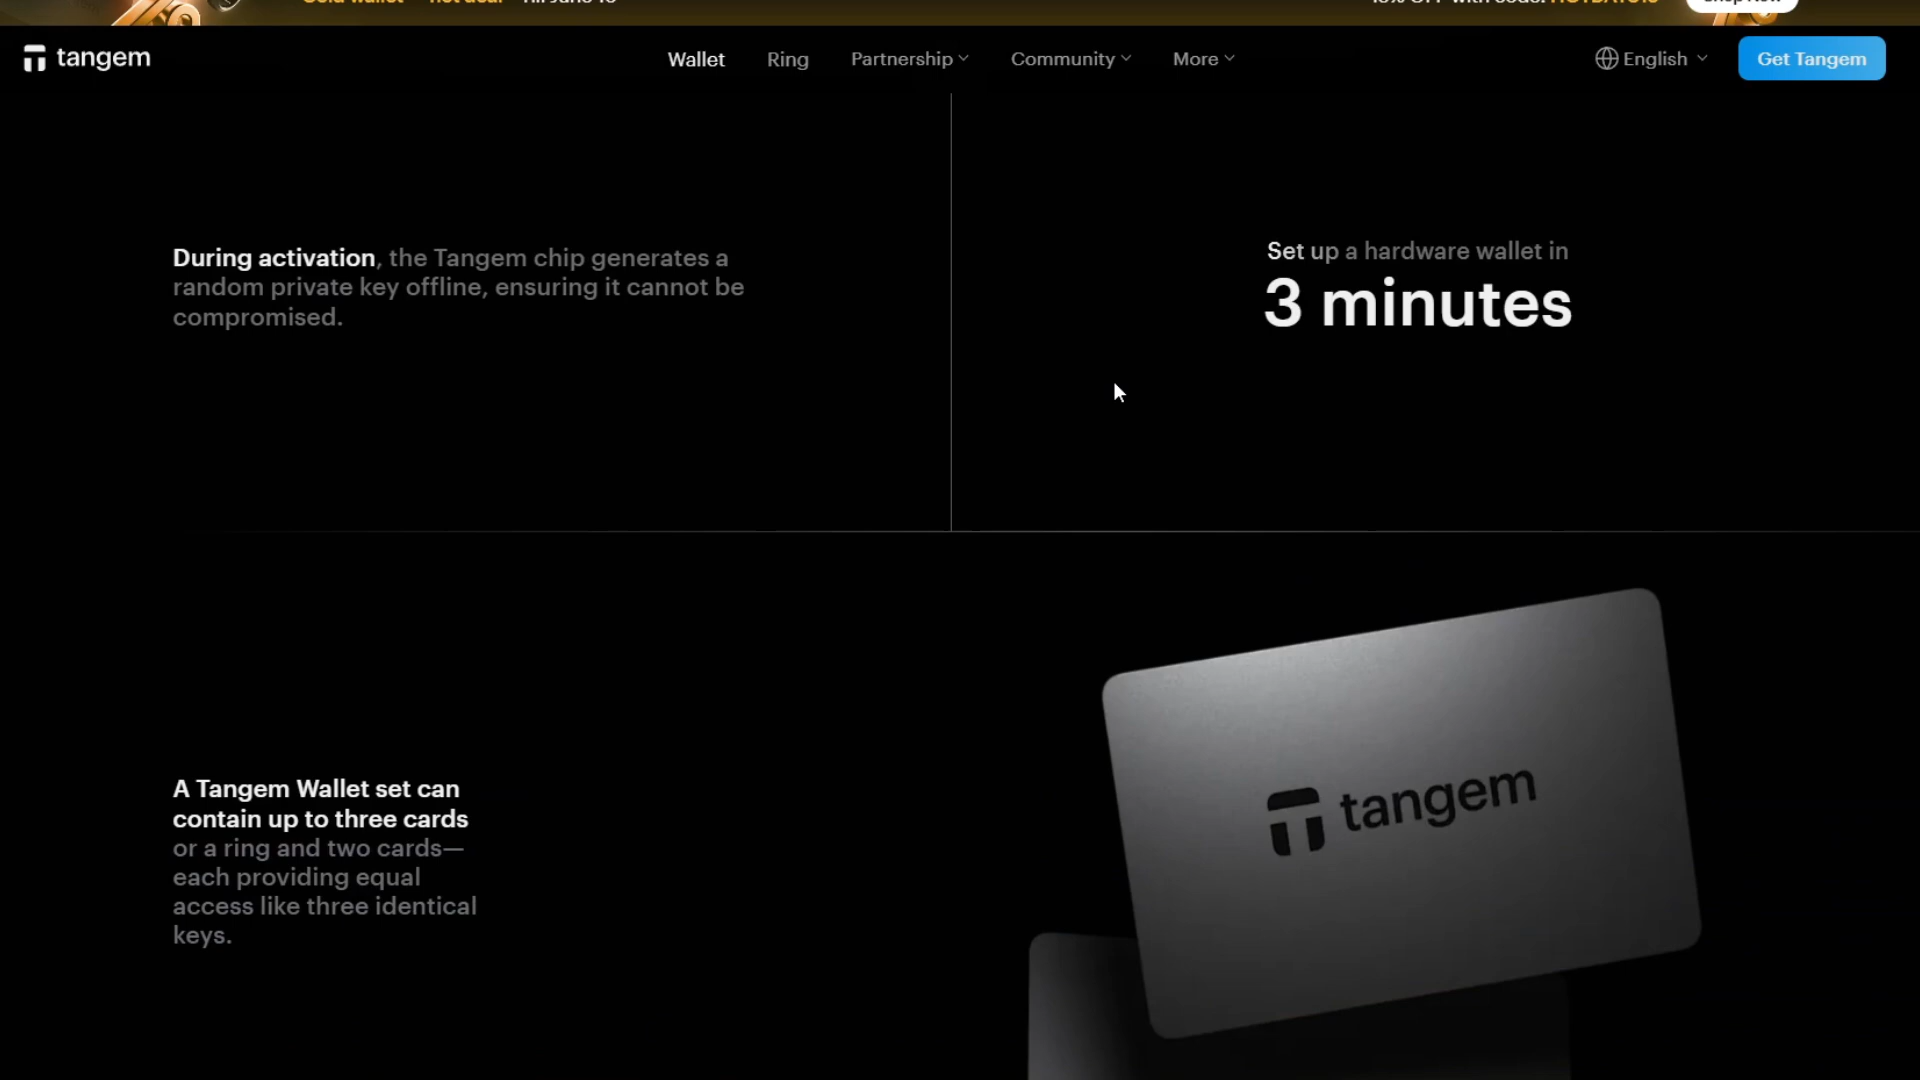 tangem
Wallet
Ring
Partnership
Community
More
English
Get Tangem
During activation, the Tangem chip generates a
random private key offline, ensuring it cannot be
compromised.
Set up a hardware wallet in
3 minutes
A Tangem Wallet set can
contain up to three cards
or a ring and two cards—
each providing equal
access like three identical
keys.
tangem